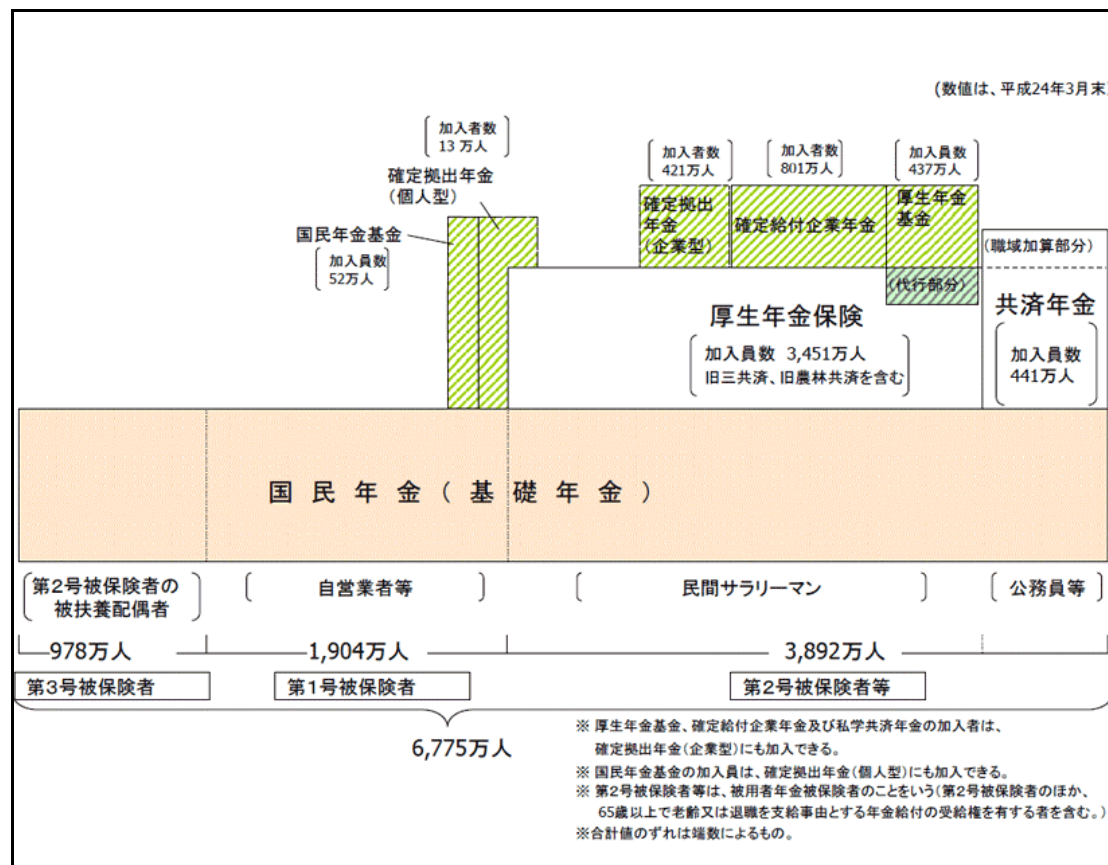 (数値は、平成24年3月末)
加入者数
13万人
確定拠出年金
(個人型)
国民年金基金
加入員数
52万人
加入者数
421万人
加入者数
801万人
加入員数
437万人
確定拠出
年金
(企業型)
確定給付企業年金
厚生年金
基金
(代行部分)
(職域加算部分)
厚生年金保険
加入員数 3,451万人
旧三共済、旧農林共済を含む
共済年金
加入員数
441万人
国民年金(基礎年金)
第2号被保険者の
被扶養配偶者
自営業者等
民間サラリーマン
公務員等
978万人
1,904万人
3,892万人
第3号被保険者
第1号被保険者
第2号被保険者等
6,775万人
※ 厚生年金基金、確定給付企業年金及び私学共済年金の加入者は、
確定拠出年金(企業型)にも加入できる。
※ 国民年金基金の加入員は、確定拠出年金(個人型)にも加入できる。
※ 第2号被保険者等は、被用者年金被保険者のことをいう(第2号被保険者のほか、
65歳以上で老齢又は退職を支給事由とする年金給付の受給権を有する者を含む。)
※合計値のずれは端数によるもの。